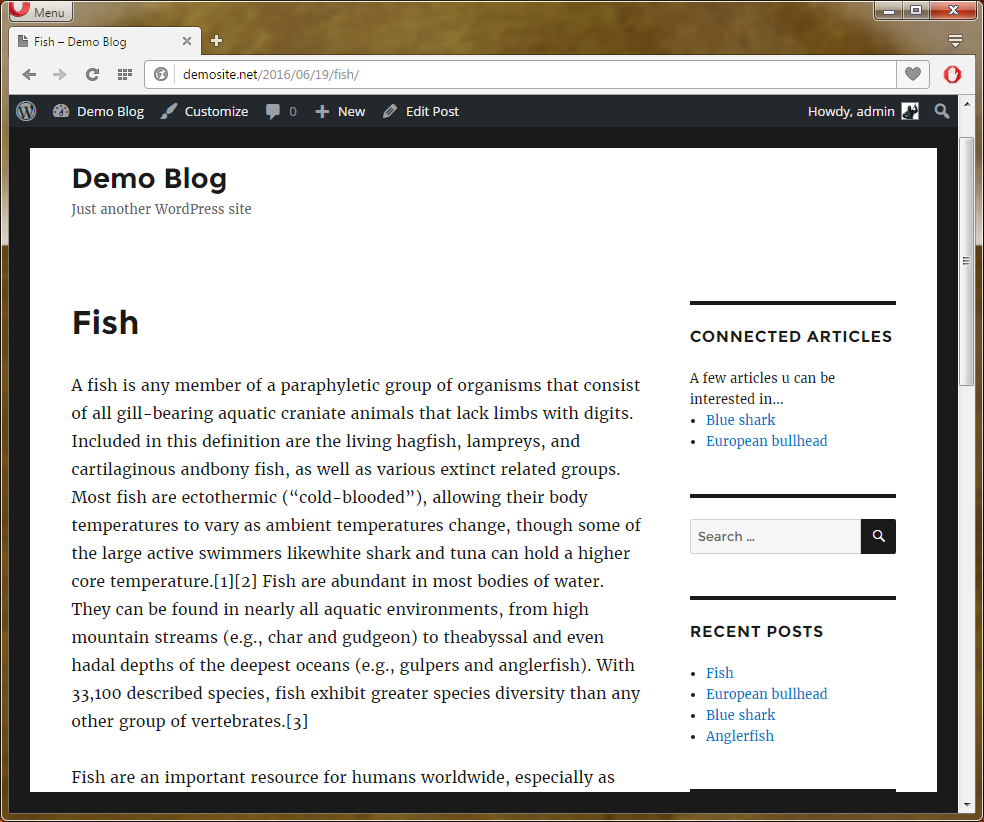 Menu
Fish – Demo Blog
demosite.net/2016/06/19/fish/
Demo Blog
Customize
0
New
Edit Post
Howdy, admin
Demo Blog
Just another WordPress site
Fish
A fish is any member of a paraphyletic group of organisms that consist
of all gill-bearing aquatic craniate animals that lack limbs with digits.
Included in this definition are the living hagfish, lampreys, and
cartilaginous andbony fish, as well as various extinct related groups.
Most fish are ectothermic (“cold-blooded”), allowing their body
temperatures to vary as ambient temperatures change, though some of
the large active swimmers likewhite shark and tuna can hold a higher
core temperature.[1][2] Fish are abundant in most bodies of water.
They can be found in nearly all aquatic environments, from high
mountain streams (e.g., char and gudgeon) to theabyssal and even
hadal depths of the deepest oceans (e.g., gulpers and anglerfish). With
33,100 described species, fish exhibit greater species diversity than any
other group of vertebrates.[3]
Fish are an important resource for humans worldwide, especially as
CONNECTED ARTICLES
A few articles u can be
interested in...
• Blue shark
• European bullhead
Search …
RECENT POSTS
• Fish
• European bullhead
• Blue shark
• Anglerfish